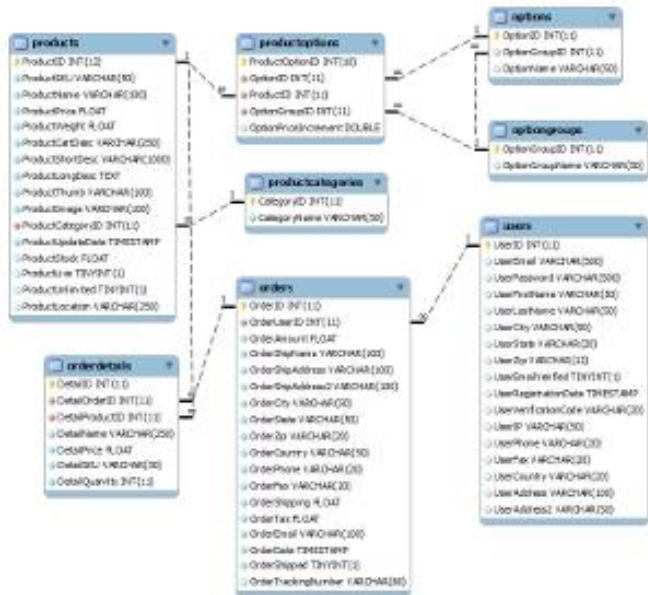 products
ProductID INT(12)
ProductSKU VARCHAR(50)
ProductName VARCHAR(100)
ProductPrice FLOAT
ProductWeight FLOAT
ProductCartDesc VARCHAR(250)
ProductShortDesc VARCHAR(1000)
ProductLongDesc TEXT
ProductThumb VARCHAR(100)
ProductImage VARCHAR(100)
ProductCategoryID INT(11)
ProductUpdateDate TIMESTAMP
ProductStock FLOAT
ProductLive TINYINT(1)
ProductUnlimited TINYINT(1)
ProductLocation VARCHAR(250)
productoptions
ProductOptionID INT(10)
OptionID INT(11)
ProductID INT(11)
OptionGroupID INT(11)
OptionPriceIncrement DOUBLE
options
OptionID INT(11)
OptionGroupID INT(11)
OptionName VARCHAR(50)
optiongroups
OptionGroupID INT(11)
OptionGroupName VARCHAR(50)
productcategories
CategoryID INT(11)
CategoryName VARCHAR(50)
users
UserID INT(11)
UserEmail VARCHAR(500)
UserPassword VARCHAR(500)
UserFirstName VARCHAR(50)
UserLastName VARCHAR(50)
UserCity VARCHAR(90)
UserState VARCHAR(20)
UserZip VARCHAR(12)
UserEmailVerified TINYINT(1)
UserRegistrationDate TIMESTAMP
UserVerificationCode VARCHAR(20)
UserIP VARCHAR(50)
UserPhone VARCHAR(20)
UserFax VARCHAR(20)
UserCountry VARCHAR(20)
UserAddress VARCHAR(100)
UserAddress2 VARCHAR(50)
orders
OrderID INT(11)
OrderUserID INT(11)
OrderAmount FLOAT
OrderShipName VARCHAR(100)
OrderShipAddress VARCHAR(100)
OrderShipAddress2 VARCHAR(100)
OrderCity VARCHAR(50)
OrderState VARCHAR(50)
OrderZip VARCHAR(20)
OrderCountry VARCHAR(50)
OrderPhone VARCHAR(20)
OrderFax VARCHAR(20)
OrderShipping FLOAT
OrderTax FLOAT
OrderEmail VARCHAR(100)
OrderDate TIMESTAMP
OrderShipped TINYINT(1)
OrderTrackingNumber VARCHAR(80)
orderdetails
DetailID INT(11)
DetailOrderID INT(11)
DetailProductID INT(11)
DetailName VARCHAR(250)
DetailPrice FLOAT
DetailSKU VARCHAR(50)
DetailQuantity INT(11)